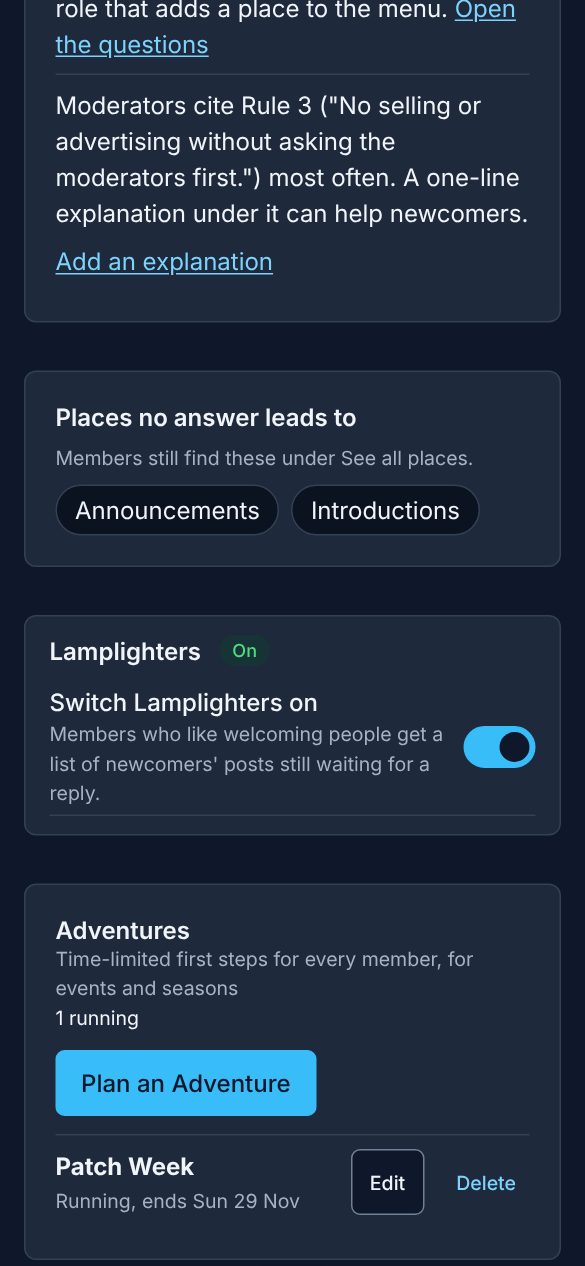 role that adds a place to the menu. Open
the questions
Moderators cite Rule 3 ("No selling or
advertising without asking the
moderators first.") most often. A one-line
explanation under it can help newcomers.
Add an explanation
Places no answer leads to
Members still find these under See all places.
Announcements
Introductions
Lamplighters
On
Switch Lamplighters on
Members who like welcoming people get a
list of newcomers' posts still waiting for a
reply.
Adventures
Time-limited first steps for every member, for
events and seasons
1 running
Plan an Adventure
Patch Week
Running, ends Sun 29 Nov
Edit
Delete